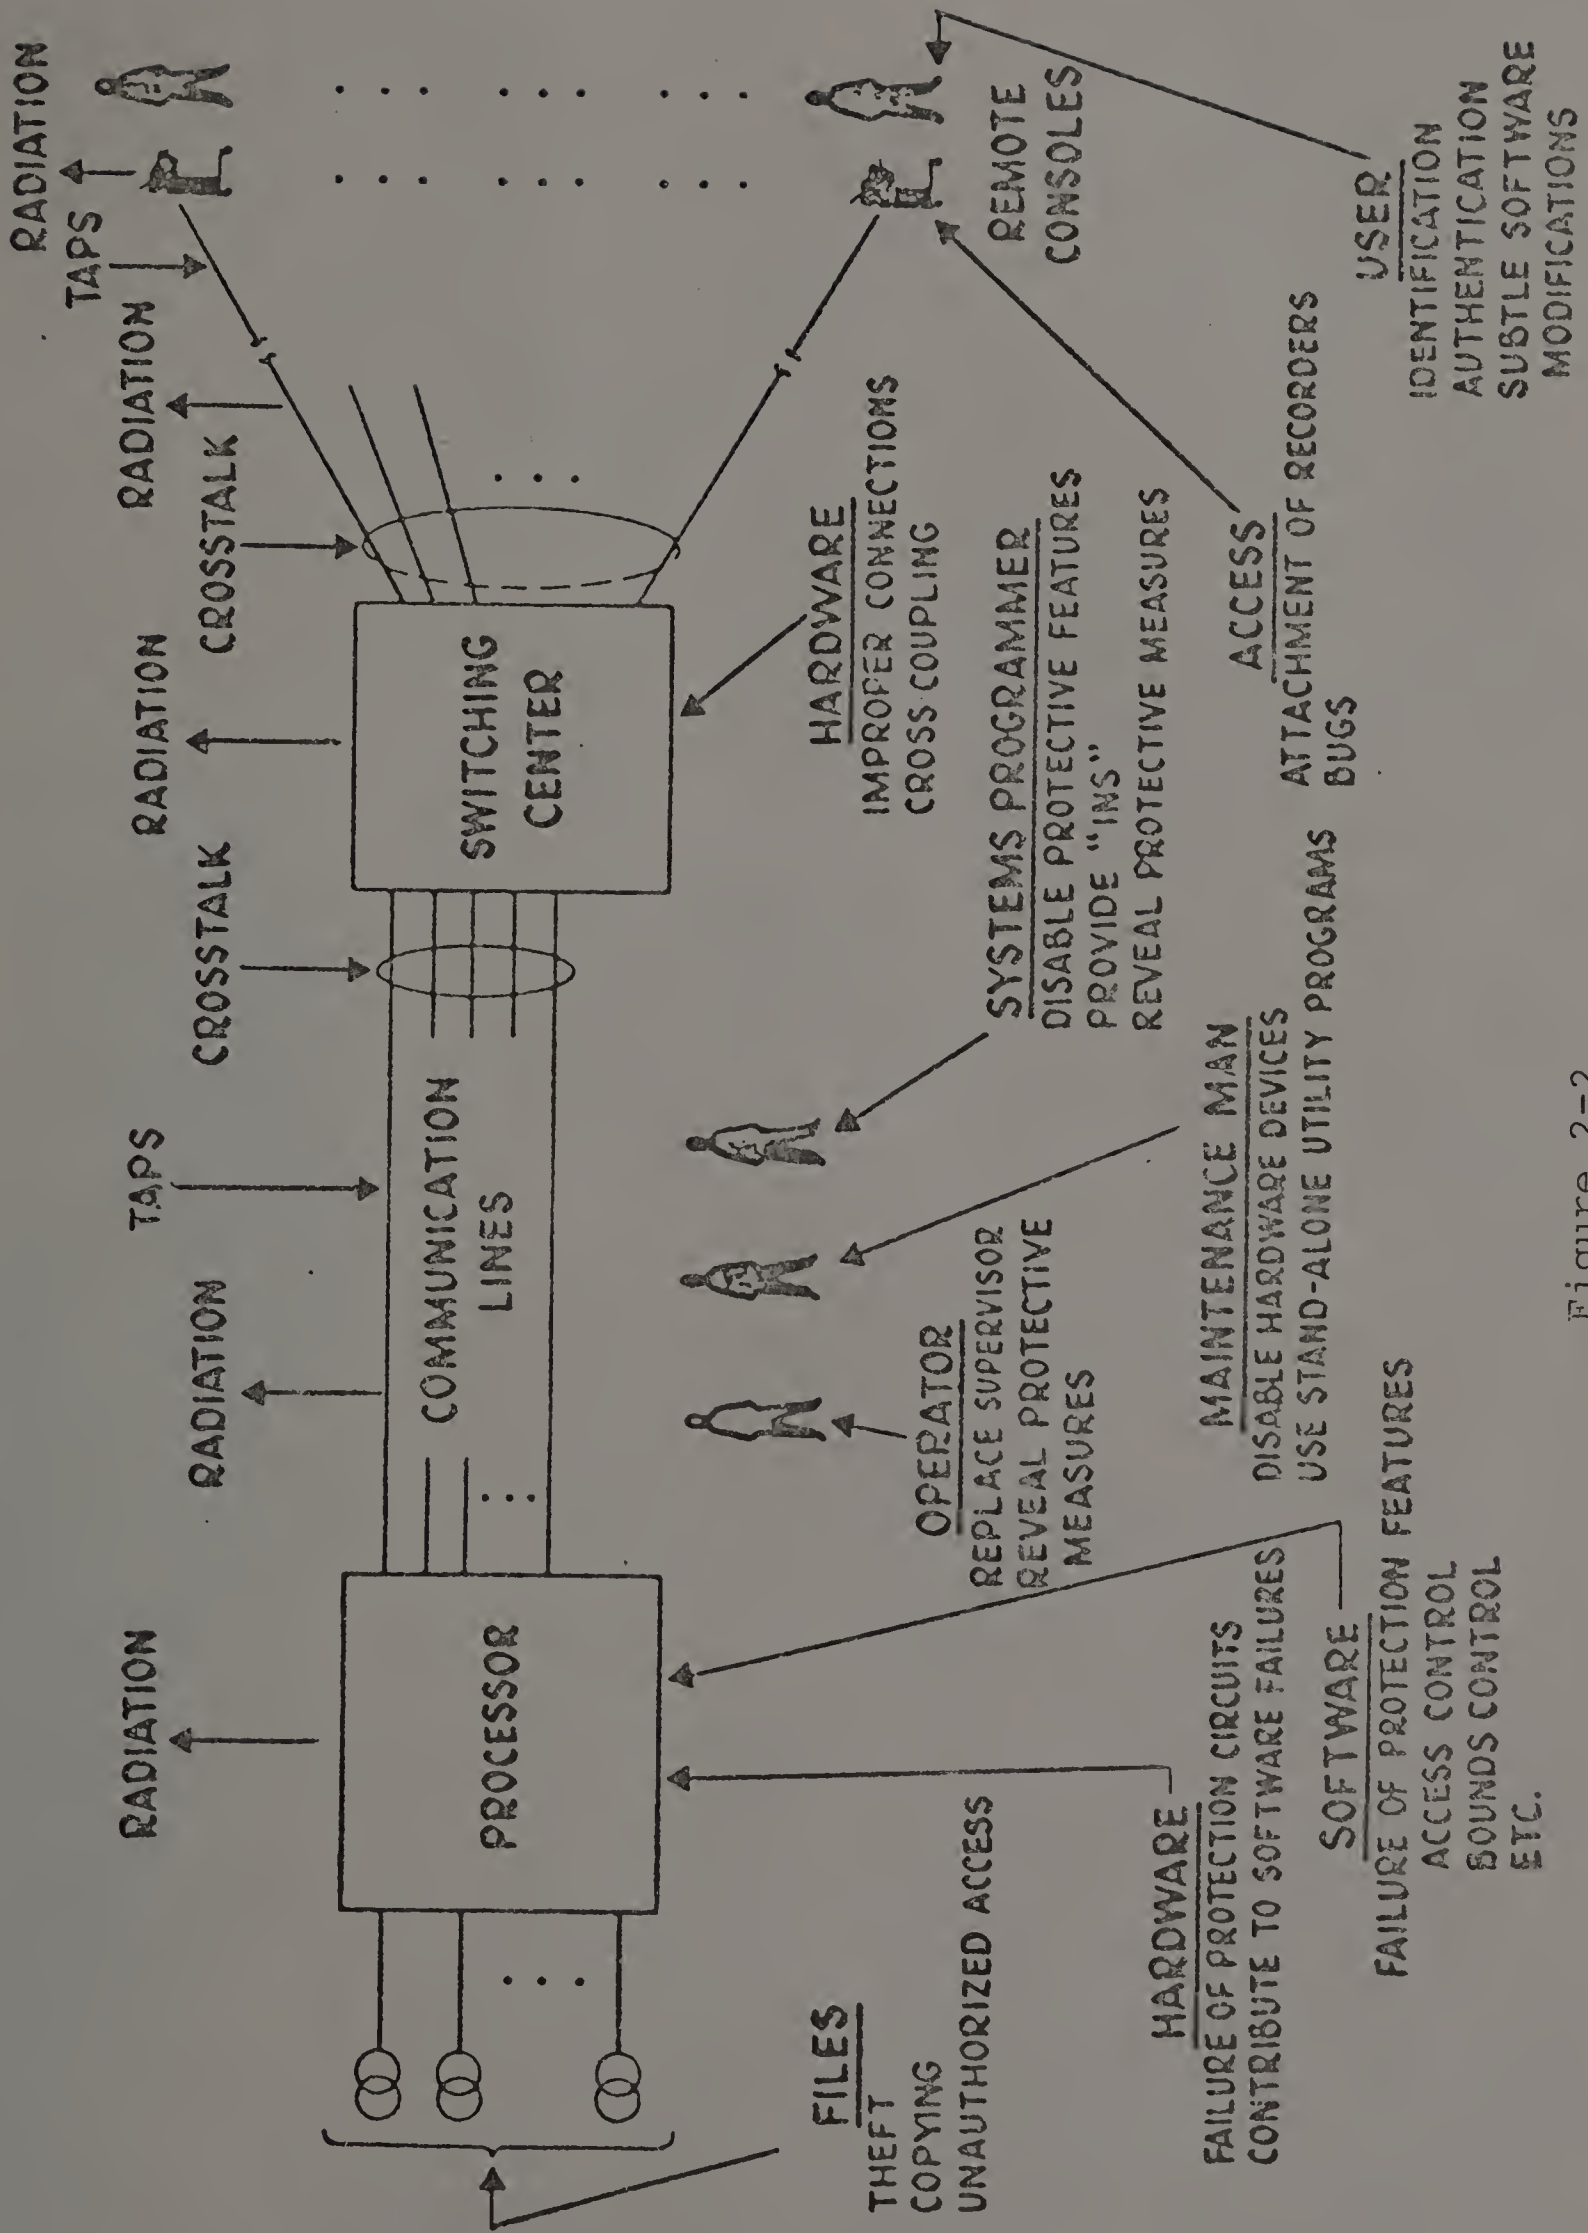 RADIATION
TAPS
RADIATION
CROSSTALK
RADIATION
CROSSTALK
TAPS
RADIATION
RADIATION
PROCESSOR
COMMUNICATION
LINES
SWITCHING
CENTER
REMOTE
CONSOLES
FILES
THEFT
COPYING
UNAUTHORIZED ACCESS
HARDWARE
FAILURE OF PROTECTION CIRCUITS
CONTRIBUTE TO SOFTWARE FAILURES
SOFTWARE
FAILURE OF PROTECTION FEATURES
ACCESS CONTROL
BOUNDS CONTROL
ETC.
OPERATOR
REPLACE SUPERVISOR
REVEAL PROTECTIVE
MEASURES
MAINTENANCE MAN
DISABLE HARDWARE DEVICES
USE STAND-ALONE UTILITY PROGRAMS
SYSTEMS PROGRAMMER
DISABLE PROTECTIVE FEATURES
PROVIDE "INS"
REVEAL PROTECTIVE MEASURES
HARDWARE
IMPROPER CONNECTIONS
CROSS-COUPLING
ACCESS
ATTACHMENT OF RECORDERS
BUGS
USER
IDENTIFICATION
AUTHENTICATION
SUBTLE SOFTWARE
MODIFICATIONS
Figure 2-2